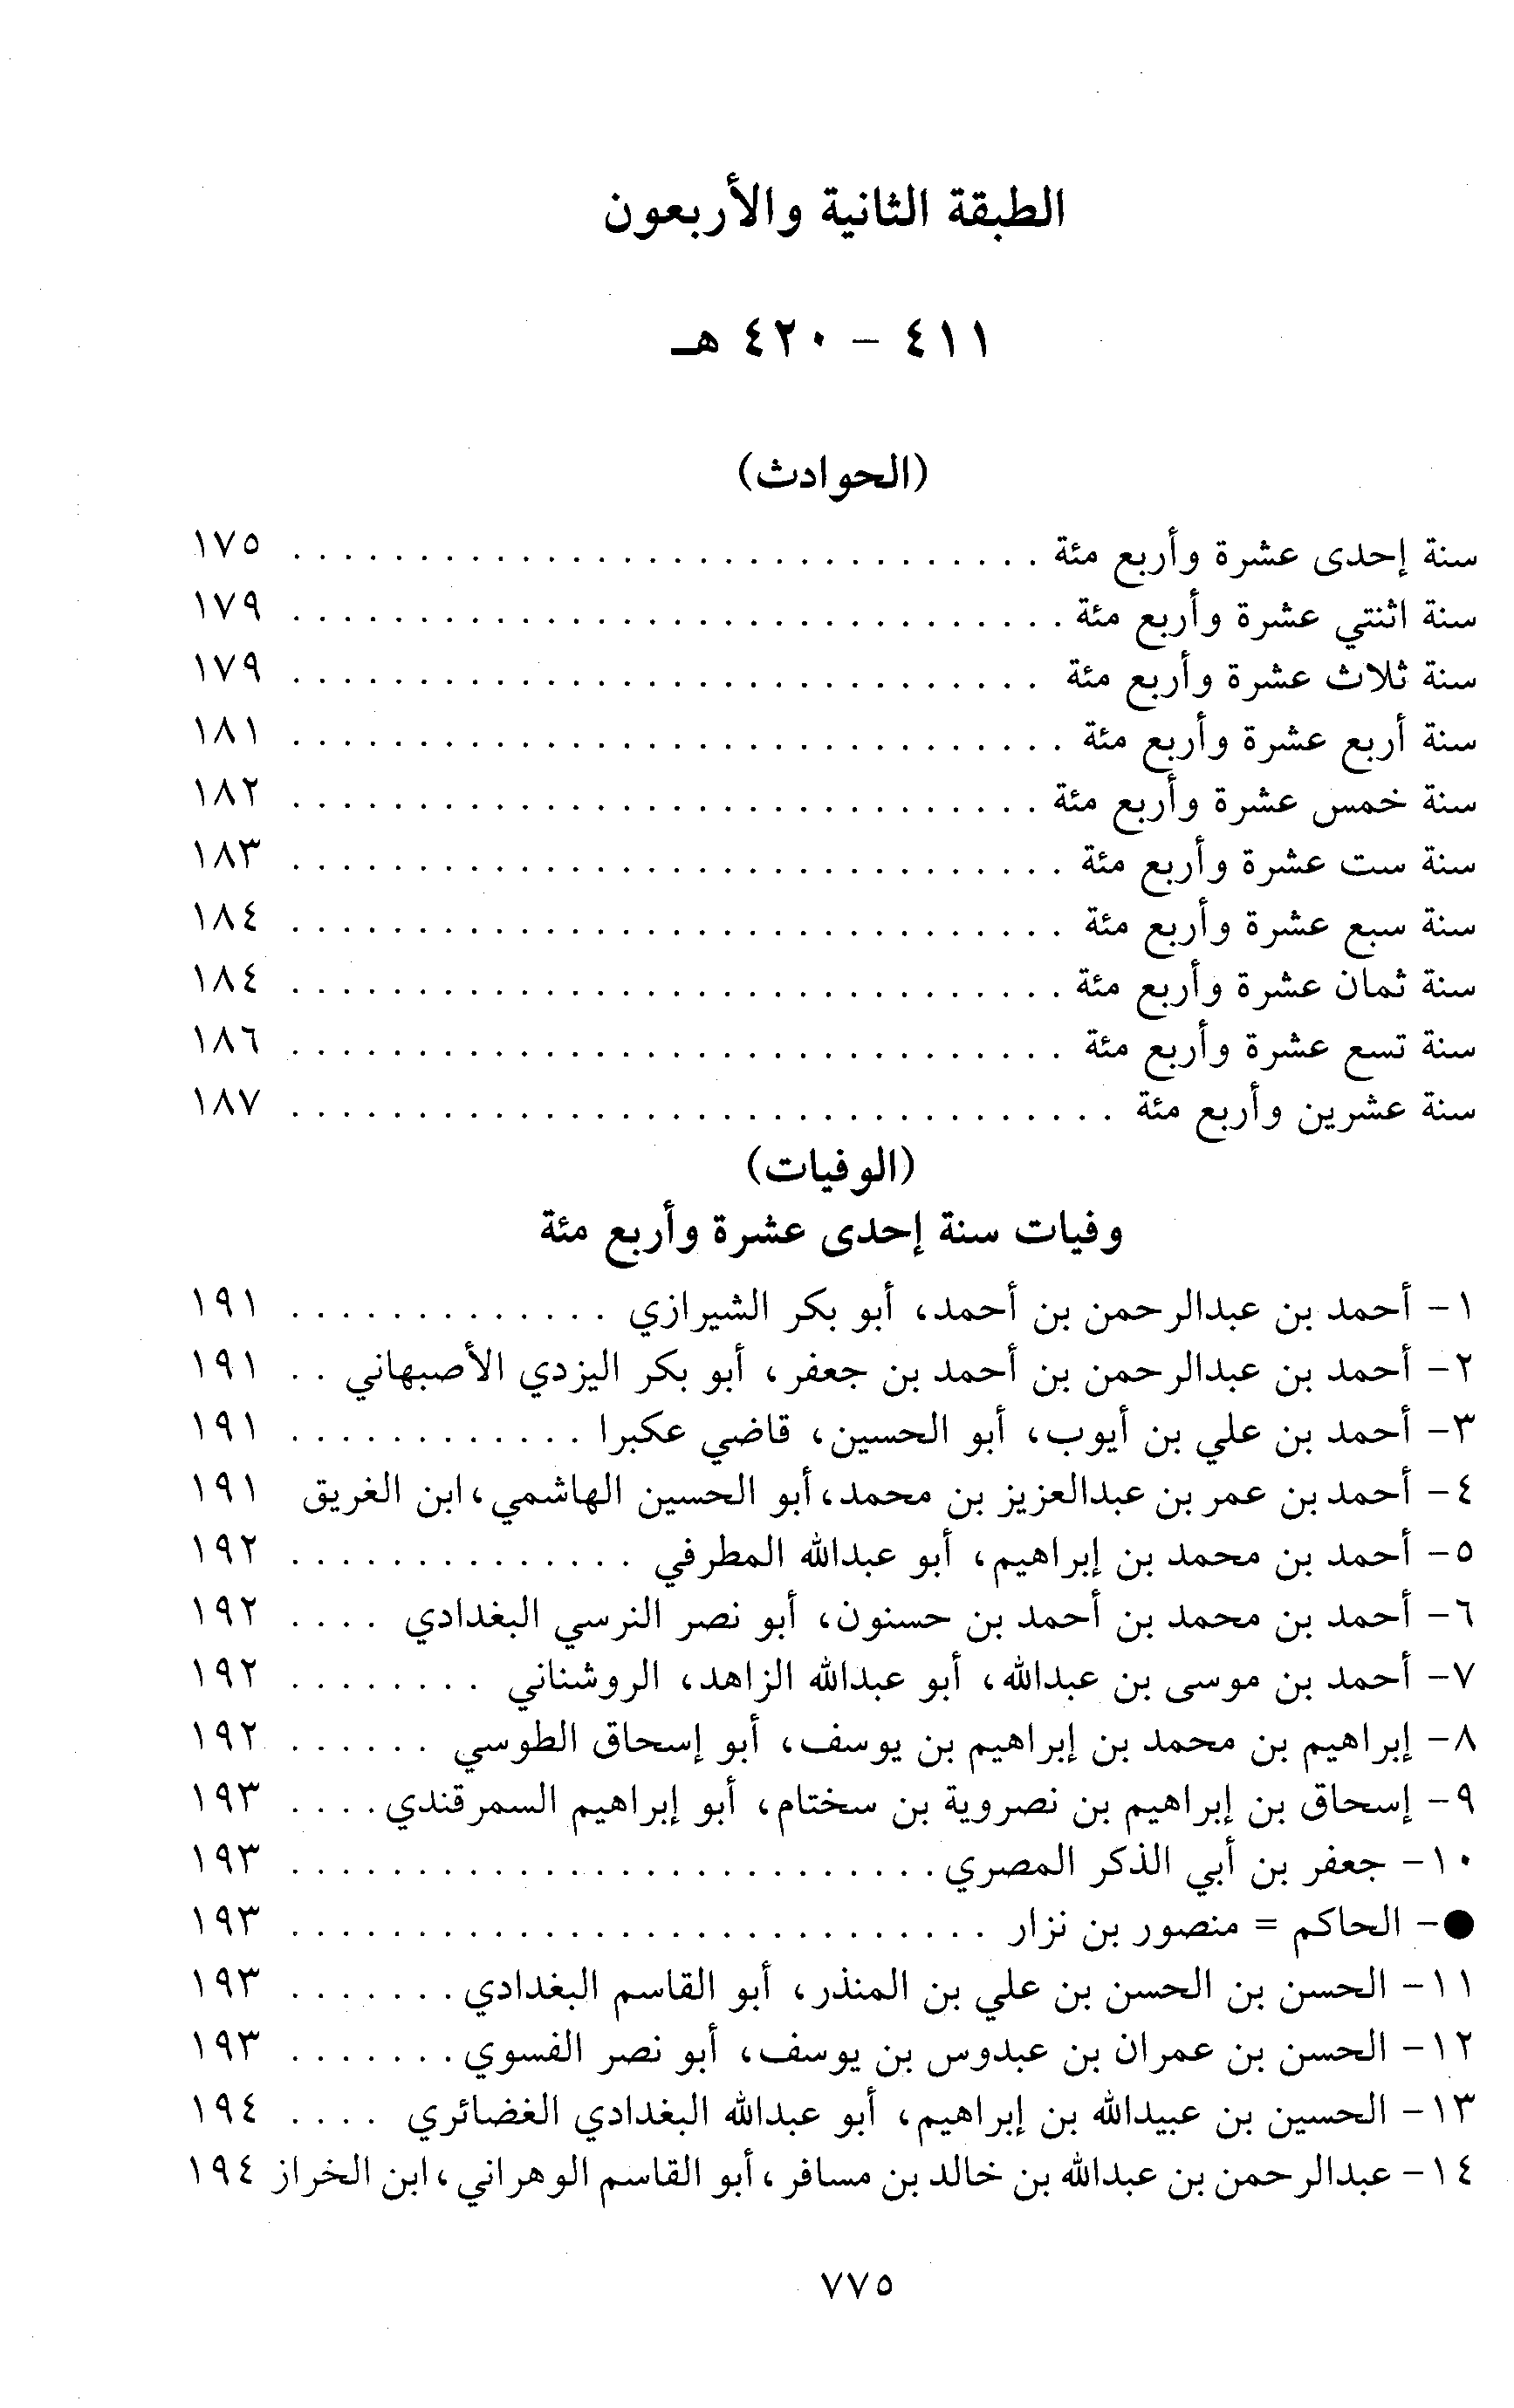 الطبقة الثانية والأربعون
٤١١ - ٤٢٠ هـ
(الحوادث)
سنة إحدى عشرة وأربع مئة . . . . . . . . . . . . . . . . . . . . . . . . . . . . . . ١٧٥
سنة اثنتي عشرة وأربع مئة . . . . . . . . . . . . . . . . . . . . . . . . . . . . . . . ١٧٩
سنة ثلاث عشرة وأربع مئة . . . . . . . . . . . . . . . . . . . . . . . . . . . . . . ١٧٩
سنة أربع عشرة وأربع مئة . . . . . . . . . . . . . . . . . . . . . . . . . . . . . . . ١٨١
سنة خمس عشرة وأربع مئة . . . . . . . . . . . . . . . . . . . . . . . . . . . . . . ١٨٢
سنة ست عشرة وأربع مئة . . . . . . . . . . . . . . . . . . . . . . . . . . . . . . . ١٨٣
سنة سبع عشرة وأربع مئة . . . . . . . . . . . . . . . . . . . . . . . . . . . . . . . ١٨٤
سنة ثمان عشرة وأربع مئة . . . . . . . . . . . . . . . . . . . . . . . . . . . . . . . ١٨٤
سنة تسع عشرة وأربع مئة . . . . . . . . . . . . . . . . . . . . . . . . . . . . . . . ١٨٦
سنة عشرين وأربع مئة . . . . . . . . . . . . . . . . . . . . . . . . . . . . . . . . . ١٨٧
(الوفيات)
وفيات سنة إحدى عشرة وأربع مئة
١- أحمد بن عبدالرحمن بن أحمد، أبو بكر الشيرازي . . . . . . . . . . . . . ١٩١
٢- أحمد بن عبدالرحمن بن أحمد بن جعفر، أبو بكر اليزدي الأصبهاني . . ١٩١
٣- أحمد بن علي بن أيوب، أبو الحسين، قاضي عكبرا . . . . . . . . . . . . ١٩١
٤- أحمد بن عمر بن عبدالعزيز بن محمد، أبو الحسين الهاشمي، ابن الغريق ١٩١
٥- أحمد بن محمد بن إبراهيم، أبو عبدالله المطرفي . . . . . . . . . . . . . . ١٩٢
٦- أحمد بن محمد بن أحمد بن حسنون، أبو نصر النرسي البغدادي . . . . ١٩٢
٧- أحمد بن موسى بن عبدالله، أبو عبدالله الزاهد، الروشناني . . . . . . . . ١٩٢
٨- إبراهيم بن محمد بن إبراهيم بن يوسف، أبو إسحاق الطوسي . . . . . . ١٩٢
٩- إسحاق بن إبراهيم بن نصروية بن سختام، أبو إبراهيم السمرقندي . . . . ١٩٣
١٠- جعفر بن أبي الذكر المصري . . . . . . . . . . . . . . . . . . . . . . . . . . ١٩٣
●- الحاكم = منصور بن نزار . . . . . . . . . . . . . . . . . . . . . . . . . . . . ١٩٣
١١- الحسن بن الحسن بن علي بن المنذر، أبو القاسم البغدادي . . . . . . . ١٩٣
١٢- الحسن بن عمران بن عبدوس بن يوسف، أبو نصر الفسوي . . . . . . . ١٩٣
١٣- الحسين بن عبيدالله بن إبراهيم، أبو عبدالله البغدادي الغضائري . . . . ١٩٤
١٤- عبدالرحمن بن عبدالله بن خالد بن مسافر، أبو القاسم الوهراني، ابن الخراز ١٩٤
٧٧٥